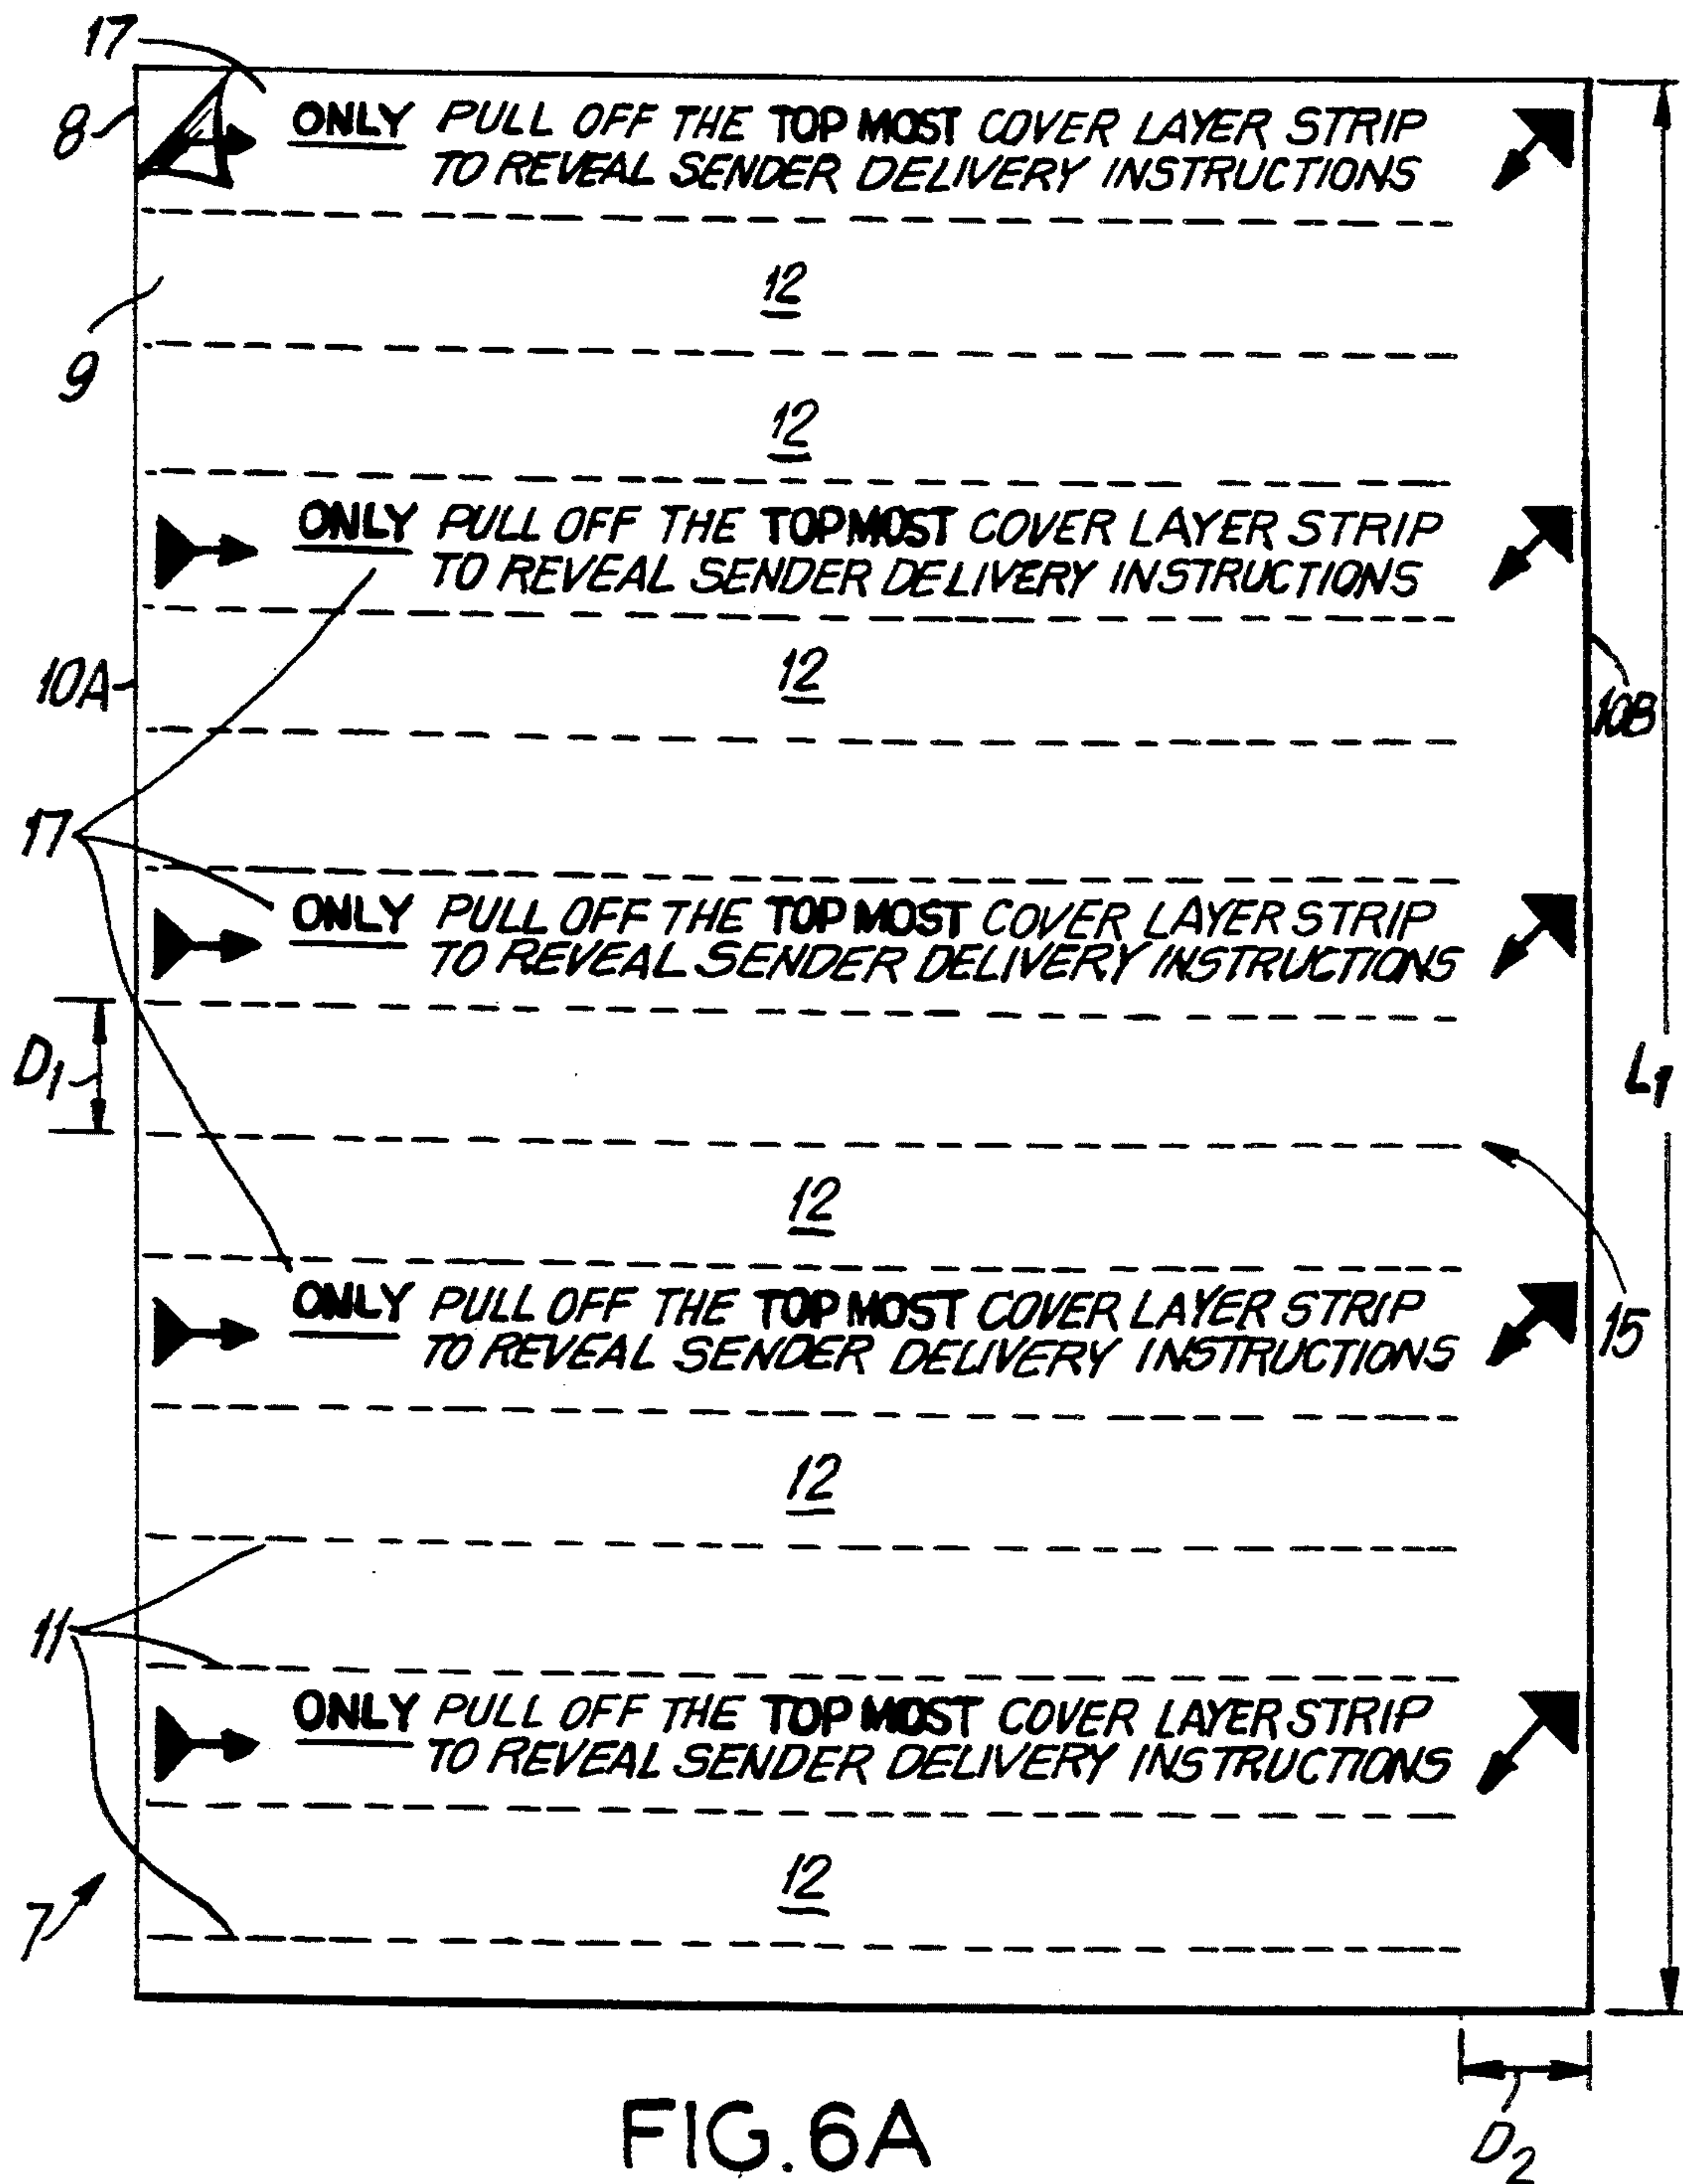 17
8
ONLY PULL OFF THE TOP MOST COVER LAYER STRIP
TO REVEAL SENDER DELIVERY INSTRUCTIONS
12
9
12
ONLY PULL OFF THE TOPMOST COVER LAYER STRIP
TO REVEAL SENDER DELIVERY INSTRUCTIONS
12
10A
10B
17
ONLY PULL OFF THE TOP MOST COVER LAYER STRIP
TO REVEAL SENDER DELIVERY INSTRUCTIONS
D1
L1
12
ONLY PULL OFF THE TOP MOST COVER LAYER STRIP
TO REVEAL SENDER DELIVERY INSTRUCTIONS
15
12
11
ONLY PULL OFF THE TOP MOST COVER LAYER STRIP
TO REVEAL SENDER DELIVERY INSTRUCTIONS
12
7
D2
FIG. 6A